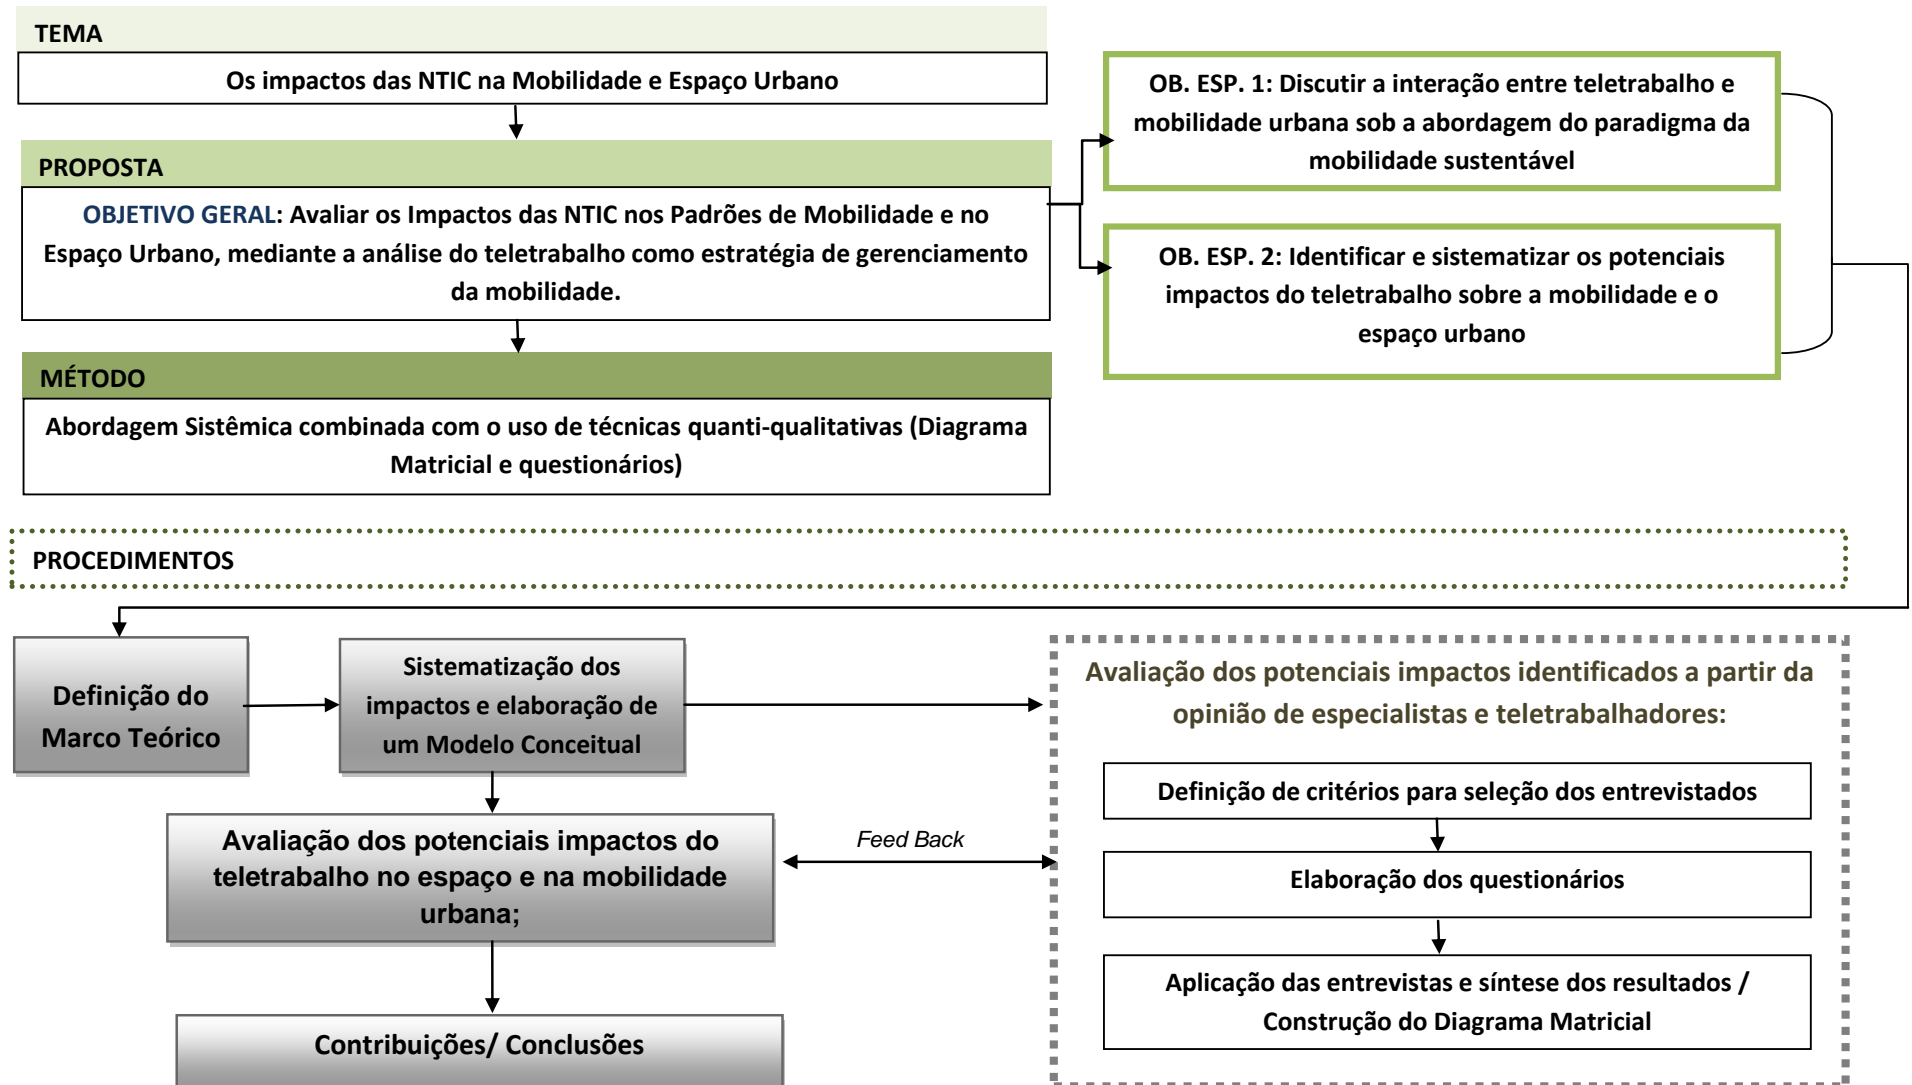 TEMA
Os impactos das NTIC na Mobilidade e Espaço Urbano
PROPOSTA
OBJETIVO GERAL: Avaliar os Impactos das NTIC nos Padrões de Mobilidade e no
Espaço Urbano, mediante a análise do teletrabalho como estratégia de gerenciamento
da mobilidade.
MÉTODO
Abordagem Sistêmica combinada com o uso de técnicas quanti-qualitativas (Diagrama
Matricial e questionários)
OB. ESP. 1: Discutir a interação entre teletrabalho e
mobilidade urbana sob a abordagem do paradigma da
mobilidade sustentável
OB. ESP. 2: Identificar e sistematizar os potenciais
impactos do teletrabalho sobre a mobilidade e o
espaço urbano
PROCEDIMENTOS
Definição do
Marco Teórico
Sistematização dos
impactos e elaboração de
um Modelo Conceitual
Avaliação dos potenciais impactos do
teletrabalho no espaço e na mobilidade
urbana;
Contribuições/ Conclusões
Feed Back
Avaliação dos potenciais impactos identificados a partir da
opinião de especialistas e teletrabalhadores:
Definição de critérios para seleção dos entrevistados
Elaboração dos questionários
Aplicação das entrevistas e síntese dos resultados /
Construção do Diagrama Matricial